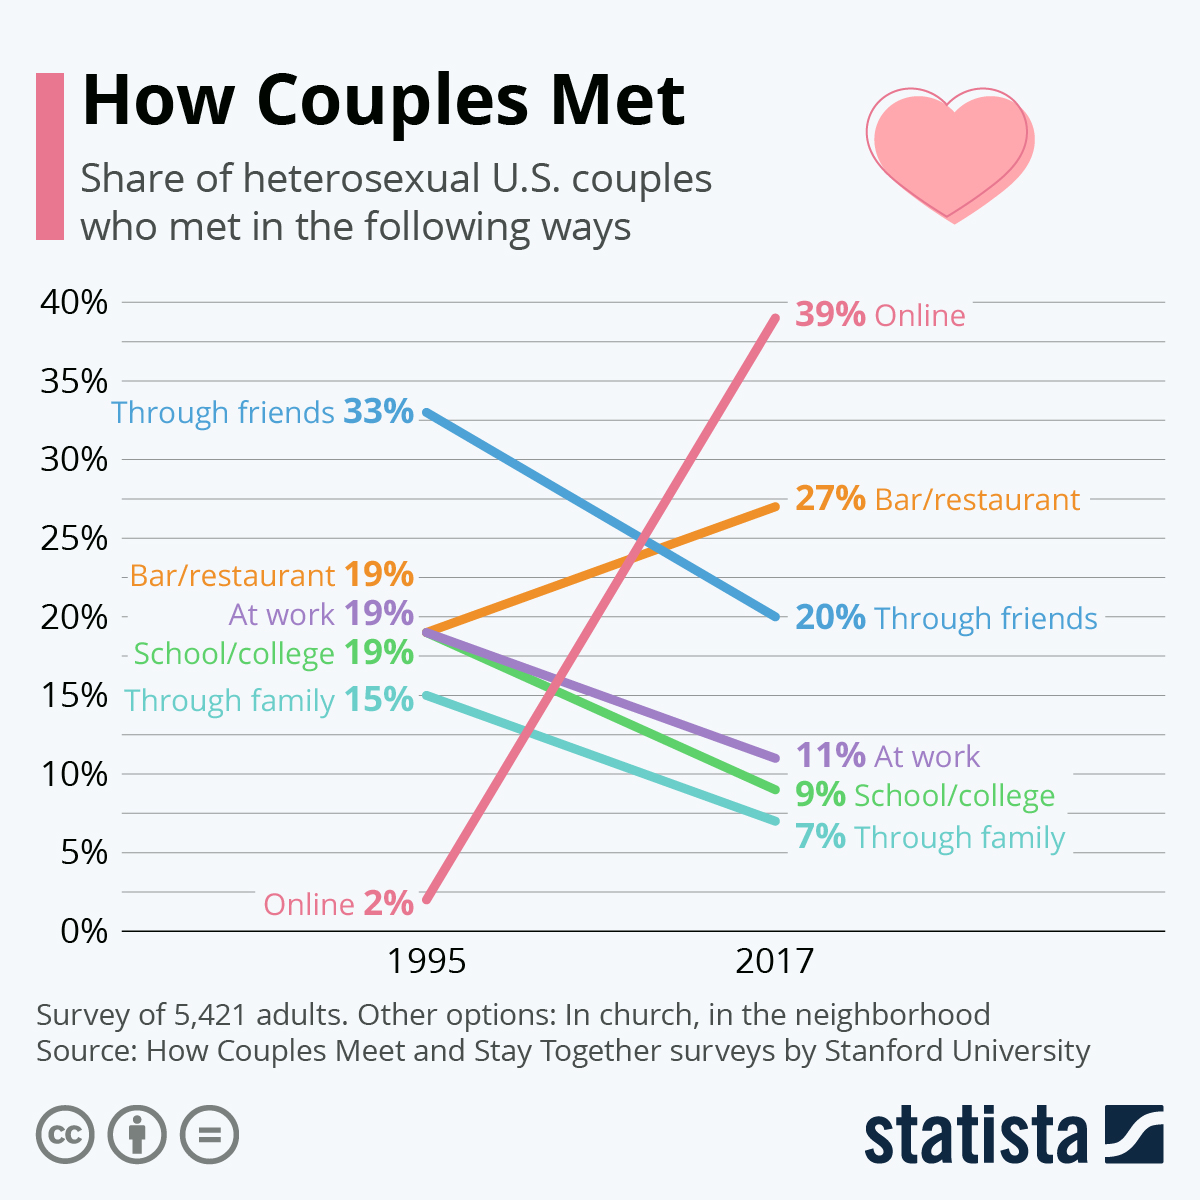 How Couples Met
Share of heterosexual U.S. couples
who met in the following ways
40%
35%
30%
25%
20%
15%
10%
5%
0%
Through friends 33%
Bar/restaurant 19%
At work 19%
School/college 19%
Through family 15%
Online 2%
39% Online
27% Bar/restaurant
20% Through friends
11% At work
9% School/college
7% Through family
1995
2017
Survey of 5,421 adults. Other options: In church, in the neighborhood
Source: How Couples Meet and Stay Together surveys by Stanford University
cc
=
statista